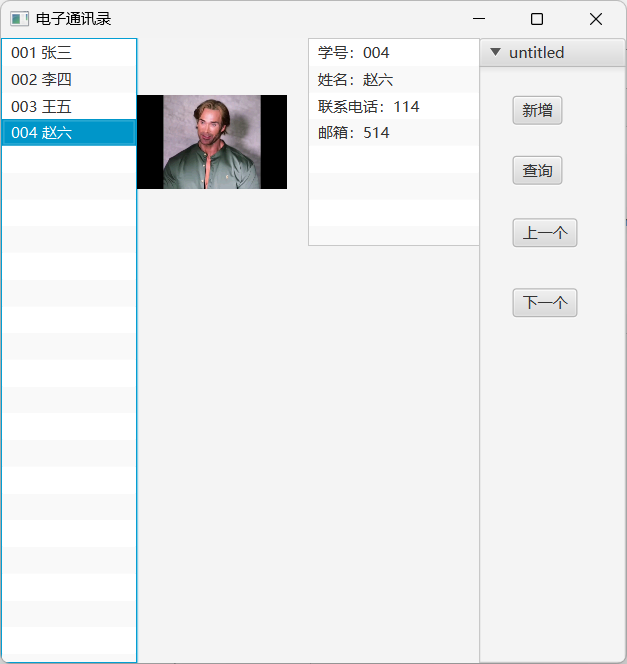 电子通讯录
001 张三
002 李四
003 王五
004 赵六
学号：004
姓名：赵六
联系电话：114
邮箱：514
untitled
新增
查询
上一个
下一个